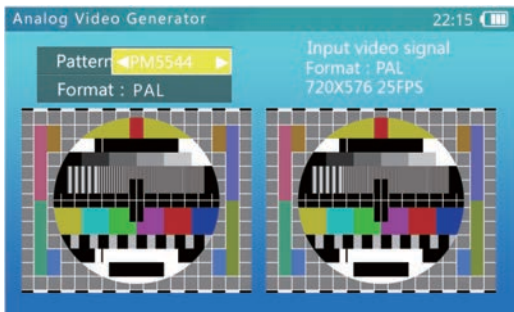 Analog Video Generator 22:15
Pattern ◀PM5544 ▶
Format : PAL
Input video signal
Format : PAL
720X576 25FPS